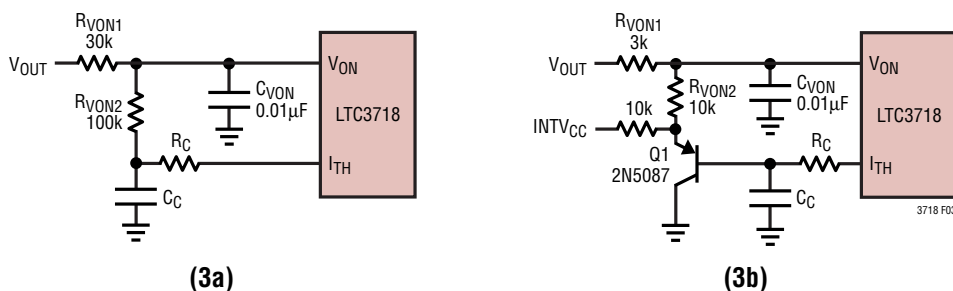 RVON1
30k
VOUT
RVON2
100k
CVON
0.01µF
VON
LTC3718
RC
ITH
CC
(3a)
RVON1
3k
VOUT
RVON2
10k
10k
INTVCC
Q1
2N5087
CVON
0.01µF
VON
LTC3718
RC
ITH
CC
3718 F03
(3b)